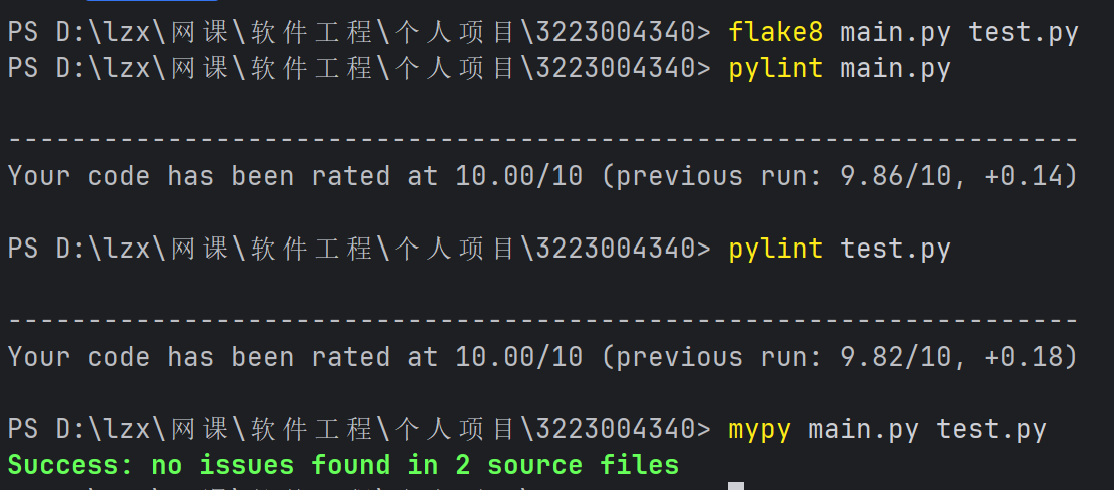 PS D:\lzx\网课\软件工程\个人项目\3223004340> flake8 main.py test.py
PS D:\lzx\网课\软件工程\个人项目\3223004340> pylint main.py
-------------------------------------------------------------------
Your code has been rated at 10.00/10 (previous run: 9.86/10, +0.14)
PS D:\lzx\网课\软件工程\个人项目\3223004340> pylint test.py
-------------------------------------------------------------------
Your code has been rated at 10.00/10 (previous run: 9.82/10, +0.18)
PS D:\lzx\网课\软件工程\个人项目\3223004340> mypy main.py test.py
Success: no issues found in 2 source files